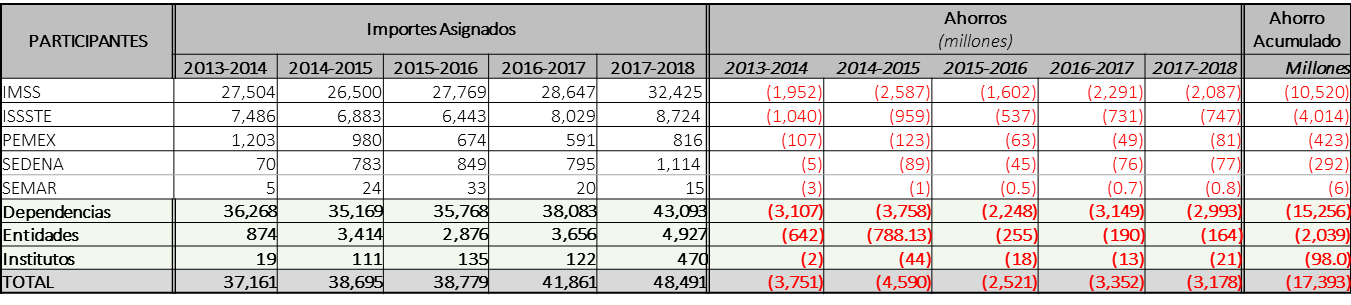 PARTICIPANTES Importes Asignados Ahorros (millones) Ahorro Acumulado
2013-2014 2014-2015 2015-2016 2016-2017 2017-2018 2013-2014 2014-2015 2015-2016 2016-2017 2017-2018 Millones
IMSS 27,504 26,500 27,769 28,647 32,425 (1,952) (2,587) (1,602) (2,291) (2,087) (10,520)
ISSSTE 7,486 6,883 6,443 8,029 8,724 (1,040) (959) (537) (731) (747) (4,014)
PEMEX 1,203 980 674 591 816 (107) (123) (63) (49) (81) (423)
SEDENA 70 783 849 795 1,114 (5) (89) (45) (76) (77) (292)
SEMAR 5 24 33 20 15 (3) (1) (0.5) (0.7) (0.8) (6)
Dependencias 36,268 35,169 35,768 38,083 43,093 (3,107) (3,758) (2,248) (3,149) (2,993) (15,256)
Entidades 874 3,414 2,876 3,656 4,927 (642) (788.13) (255) (190) (164) (2,039)
Institutos 19 111 135 122 470 (2) (44) (18) (13) (21) (98.0)
TOTAL 37,161 38,695 38,779 41,861 48,491 (3,751) (4,590) (2,521) (3,352) (3,178) (17,393)